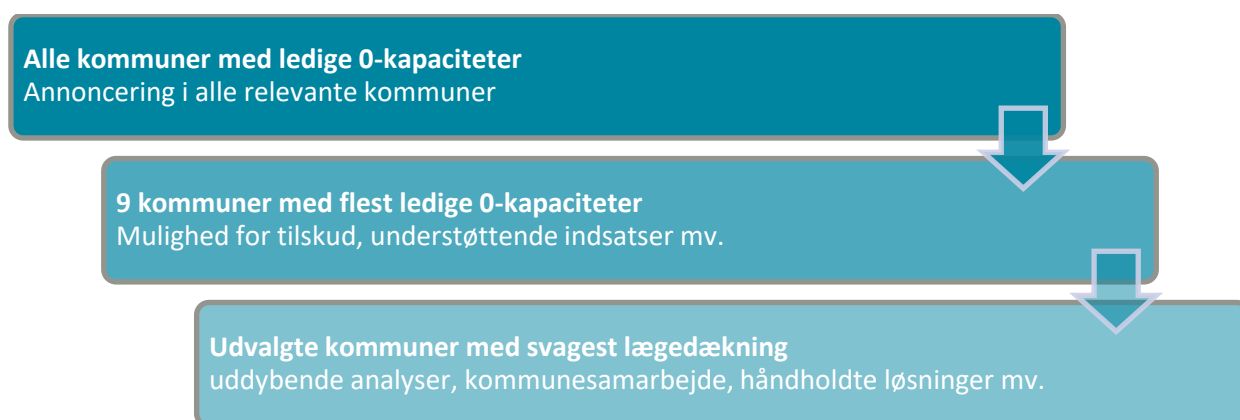 Alle kommuner med ledige 0-kapaciteter
Annoncering i alle relevante kommuner
9 kommuner med flest ledige 0-kapaciteter
Mulighed for tilskud, understøttende indsatser mv.
Udvalgte kommuner med svagest lægedækning
uddybende analyser, kommunesamarbejde, håndholdte løsninger mv.